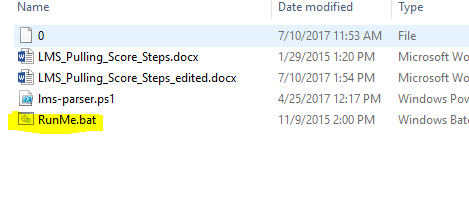 Name Date modified Type
0 7/10/2017 11:53 AM File
LMS_Pulling_Score_Steps.docx 1/29/2015 1:20 PM Microsoft Wo
LMS_Pulling_Score_Steps_edited.docx 7/10/2017 1:54 PM Microsoft Wo
lms-parser.ps1 4/25/2017 12:17 PM Windows Pow
RunMe.bat 11/9/2015 2:00 PM Windows Batc